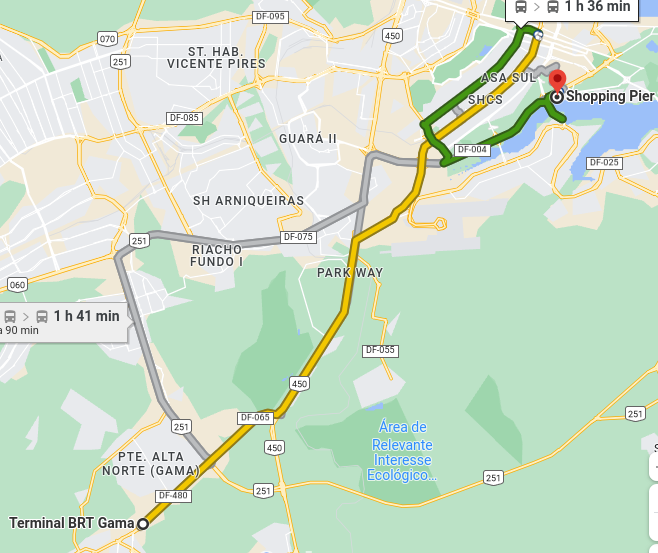 1 h 36 min
DF-095
070
450
251
ST. HAB.
VICENTE PIRES
ASA SUL
SHCS
Shopping Pier
DF-085
GUARÁ II
DF-004
DF-025
SH ARNIQUEIRAS
251
DF-075
RIACHO
FUNDO I
PARK WAY
060
1 h 41 min
a 90 min
DF-055
450
DF-065
251
251
450
Área de
Relevante
Interesse
Ecológico...
PTE. ALTA
NORTE (GAMA)
251
251
DF-480
Terminal BRT Gama